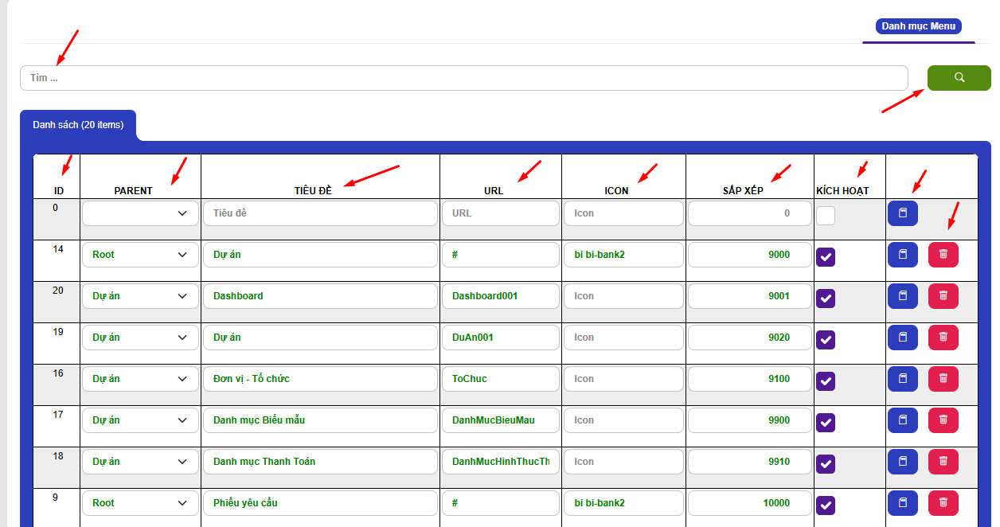 Danh mục Menu
Tìm ...
Danh sách (20 items)
ID PARENT TIÊU ĐỀ URL ICON SẮP XẾP KÍCH HOẠT
0 Tiêu đề URL Icon 0
14 Root Dự án # bi bi-bank2 9000
20 Dự án Dashboard Dashboard001 Icon 9001
19 Dự án Dự án DuAn001 Icon 9020
16 Dự án Đơn vị - Tổ chức ToChuc Icon 9100
17 Dự án Danh mục Biểu mẫu DanhMucBieuMau Icon 9900
18 Dự án Danh mục Thanh Toán DanhMucHinhThucTh Icon 9910
9 Root Phiếu yêu cầu # bi bi-bank2 10000